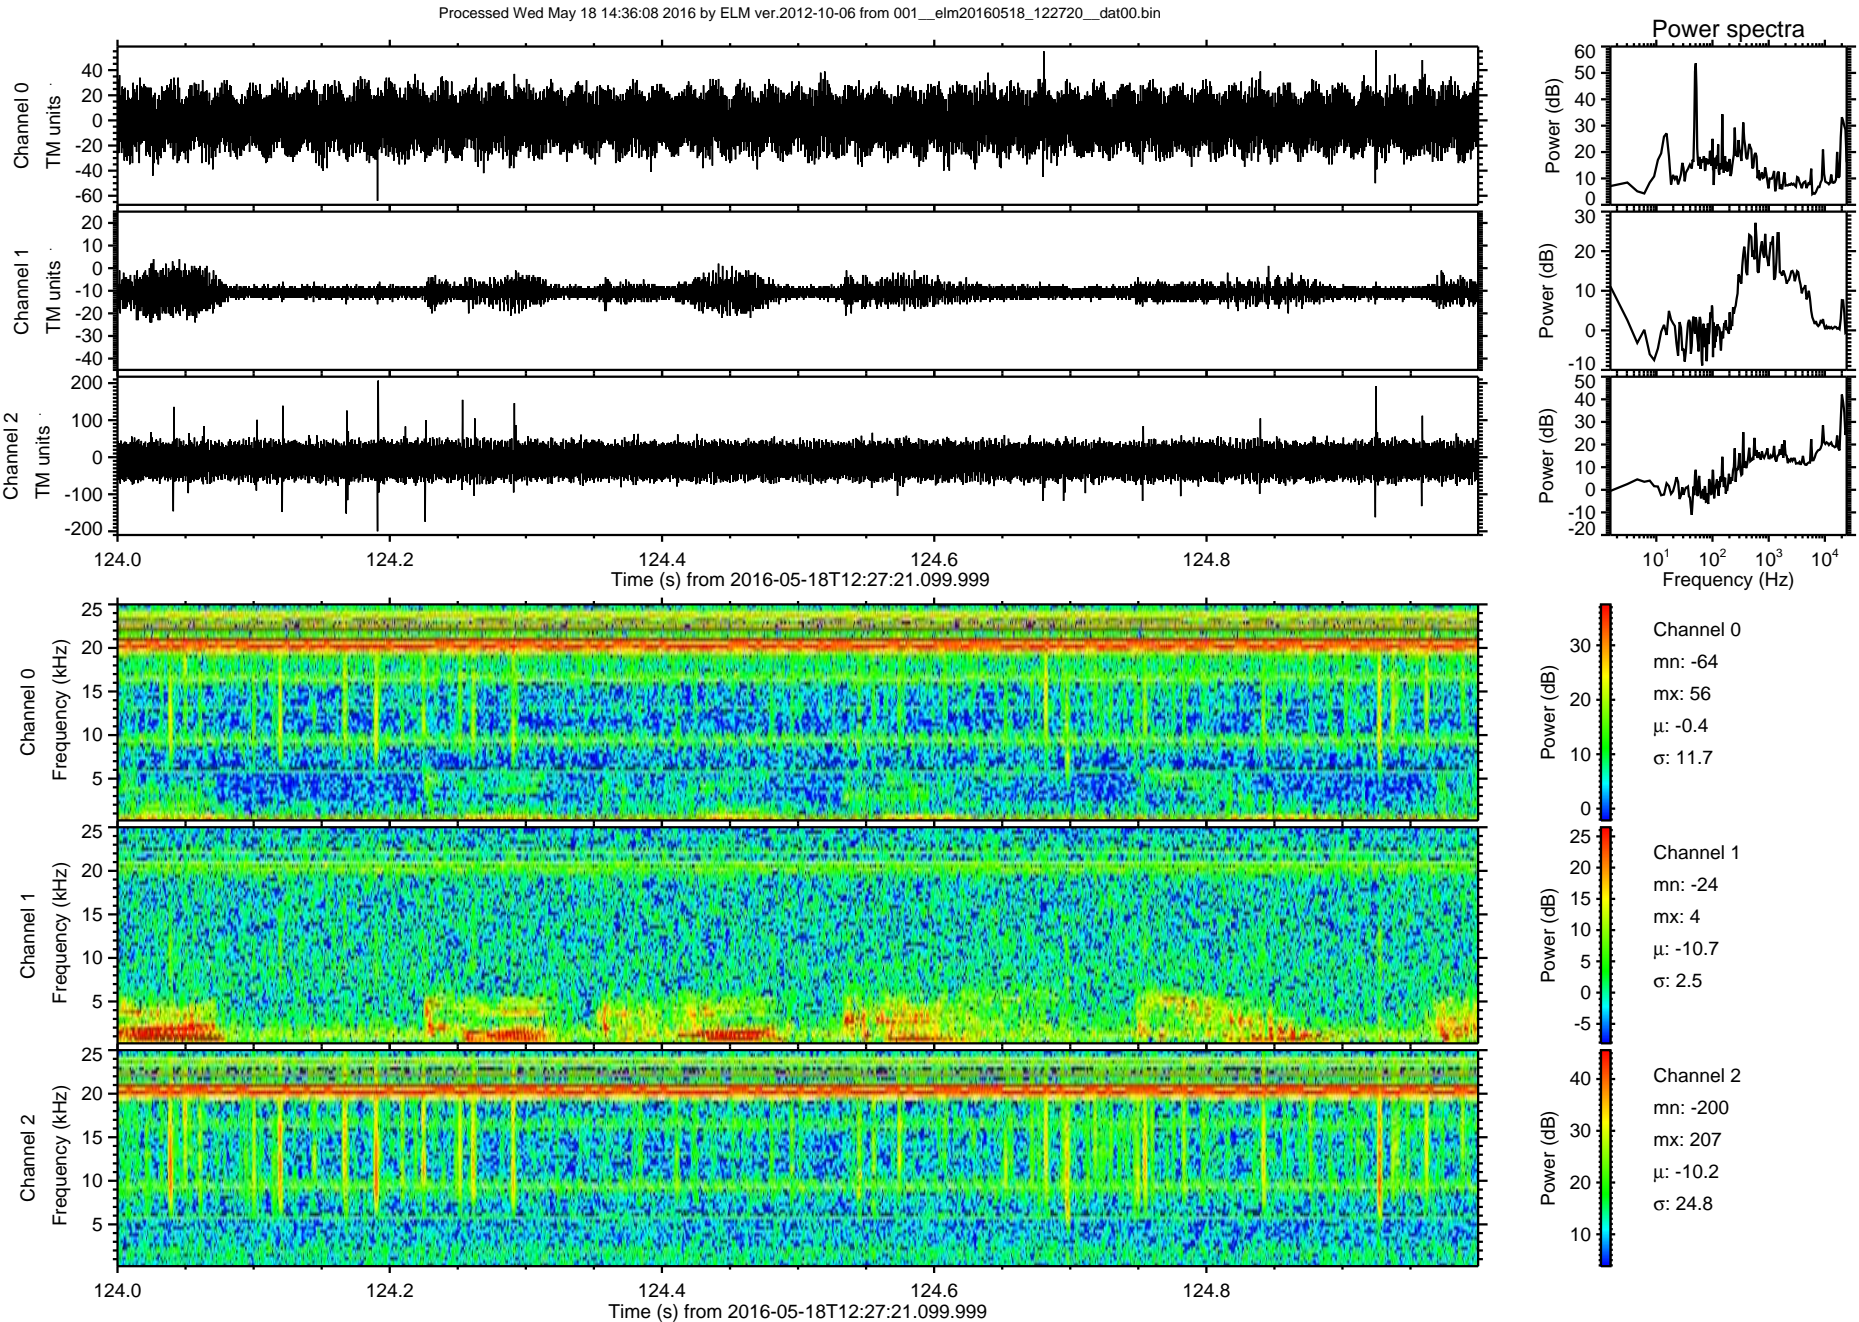 Processed Wed May 18 14:36:08 2016 by ELM ver.2012-10-06 from 001__elm20160518_122720__dat00.bin
Power spectra
Channel 0
TM units
40
20
0
-20
-40
-60
Power (dB)
60
50
40
30
20
10
0
Channel 1
TM units
20
10
0
-10
-20
-30
-40
Power (dB)
30
20
10
0
-10
Channel 2
TM units
200
100
0
-100
-200
Power (dB)
50
40
30
20
10
0
-10
-20
124.0 124.2 124.4 124.6 124.8
Time (s) from 2016-05-18T12:27:21.099.999
10¹ 10² 10³ 10⁴
Frequency (Hz)
Channel 0
Frequency (kHz)
25
20
15
10
5
Power (dB)
30
20
10
0
Channel 0
mn: -64
mx: 56
µ: -0.4
σ: 11.7
Channel 1
Frequency (kHz)
25
20
15
10
5
Power (dB)
25
20
15
10
5
0
-5
Channel 1
mn: -24
mx: 4
µ: -10.7
σ: 2.5
Channel 2
Frequency (kHz)
25
20
15
10
5
Power (dB)
40
30
20
10
Channel 2
mn: -200
mx: 207
µ: -10.2
σ: 24.8
124.0 124.2 124.4 124.6 124.8
Time (s) from 2016-05-18T12:27:21.099.999